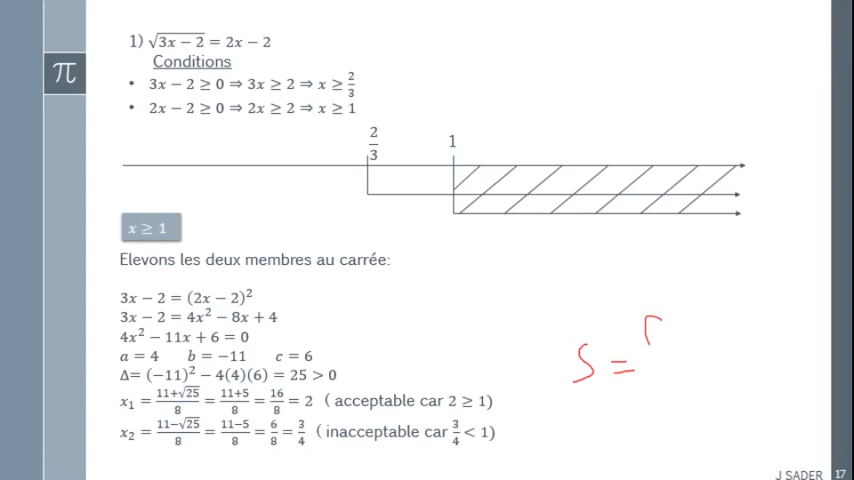 π
1) √(3x − 2) = 2x − 2
Conditions
• 3x − 2 ≥ 0 ⇒ 3x ≥ 2 ⇒ x ≥ 2/3
• 2x − 2 ≥ 0 ⇒ 2x ≥ 2 ⇒ x ≥ 1
2/3 1
x ≥ 1
Elevons les deux membres au carrée:
3x − 2 = (2x − 2)²
3x − 2 = 4x² − 8x + 4
4x² − 11x + 6 = 0
a = 4 b = −11 c = 6
Δ= (−11)² − 4(4)(6) = 25 > 0
x₁ = (11+√25)/8 = (11+5)/8 = 16/8 = 2 ( acceptable car 2 ≥ 1)
x₂ = (11−√25)/8 = (11−5)/8 = 6/8 = 3/4 ( inacceptable car 3/4 < 1)
S =
J SADER 17